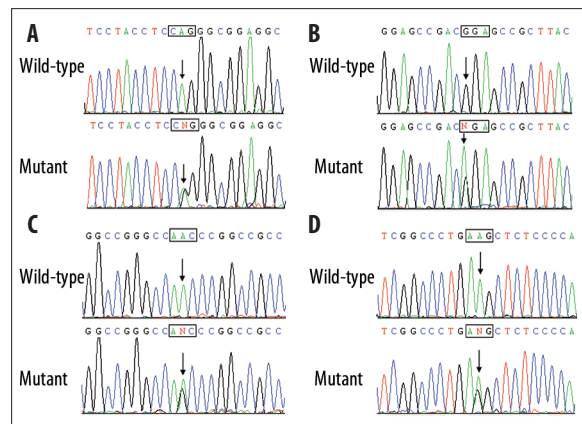 A
TCCTACCTCCAGGGCGGAGGC
Wild-type
TCCTACCTCCNGGGCGGAGGC
Mutant
B
GGAGCCGACGGAGCCGCTTAC
Wild-type
GGAGCCGACNGAGCCGCTTAC
Mutant
C
GGCCGGGCCAACCCGGCCGCC
Wild-type
GGCCGGGCCANCCCGGCCGCC
Mutant
D
TCGGCCCTGAAGCTCTCCCCA
Wild-type
TCGGCCCTGANGCTCTCCCCA
Mutant